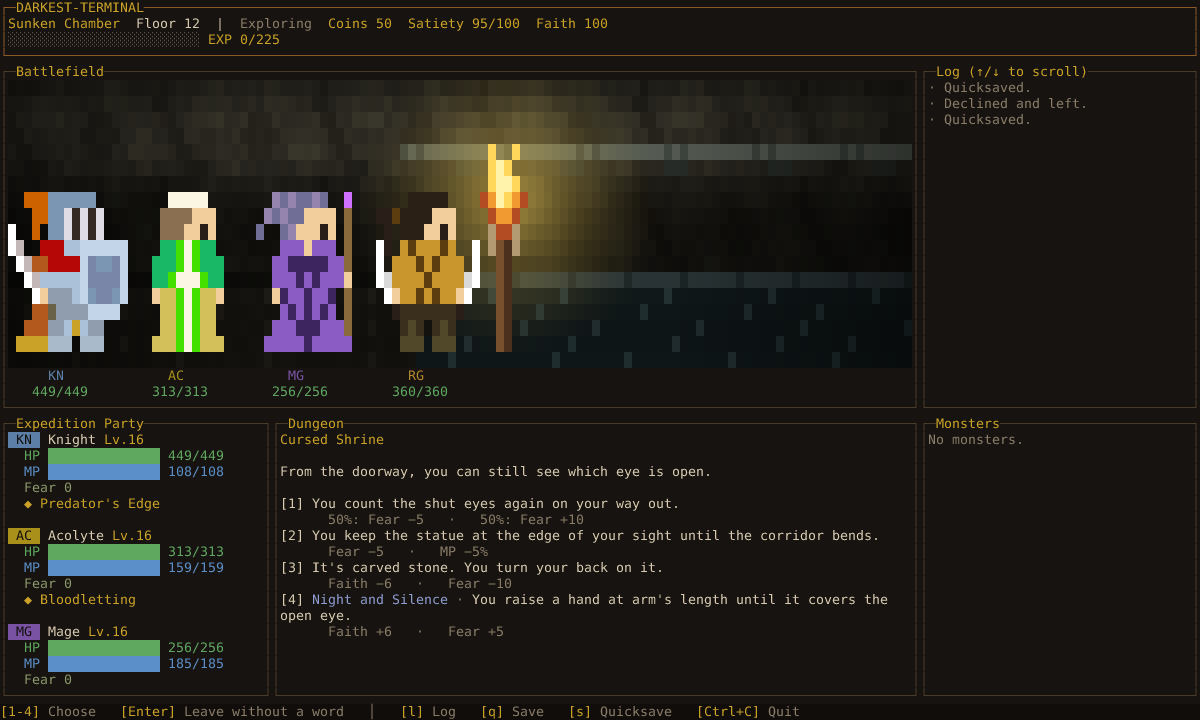 DARKEST-TERMINAL
Sunken Chamber  Floor 12  |  Exploring  Coins 50  Satiety 95/100  Faith 100
EXP 0/225
Battlefield
Log (↑/↓ to scroll)
· Quicksaved.
· Declined and left.
· Quicksaved.
KN  AC  MG  RG
449/449  313/313  256/256  360/360
Expedition Party
KN Knight Lv.16
HP 449/449
MP 108/108
Fear 0
◆ Predator's Edge
AC Acolyte Lv.16
HP 313/313
MP 159/159
Fear 0
◆ Bloodletting
MG Mage Lv.16
HP 256/256
MP 185/185
Fear 0
Dungeon
Cursed Shrine
From the doorway, you can still see which eye is open.
[1] You count the shut eyes again on your way out.
50%: Fear −5  ·  50%: Fear +10
[2] You keep the statue at the edge of your sight until the corridor bends.
Fear −5  ·  MP −5%
[3] It's carved stone. You turn your back on it.
Faith −6  ·  Fear −10
[4] Night and Silence · You raise a hand at arm's length until it covers the
open eye.
Faith +6  ·  Fear +5
Monsters
No monsters.
[1-4] Choose  [Enter] Leave without a word  │  [l] Log  [q] Save  [s] Quicksave  [Ctrl+C] Quit